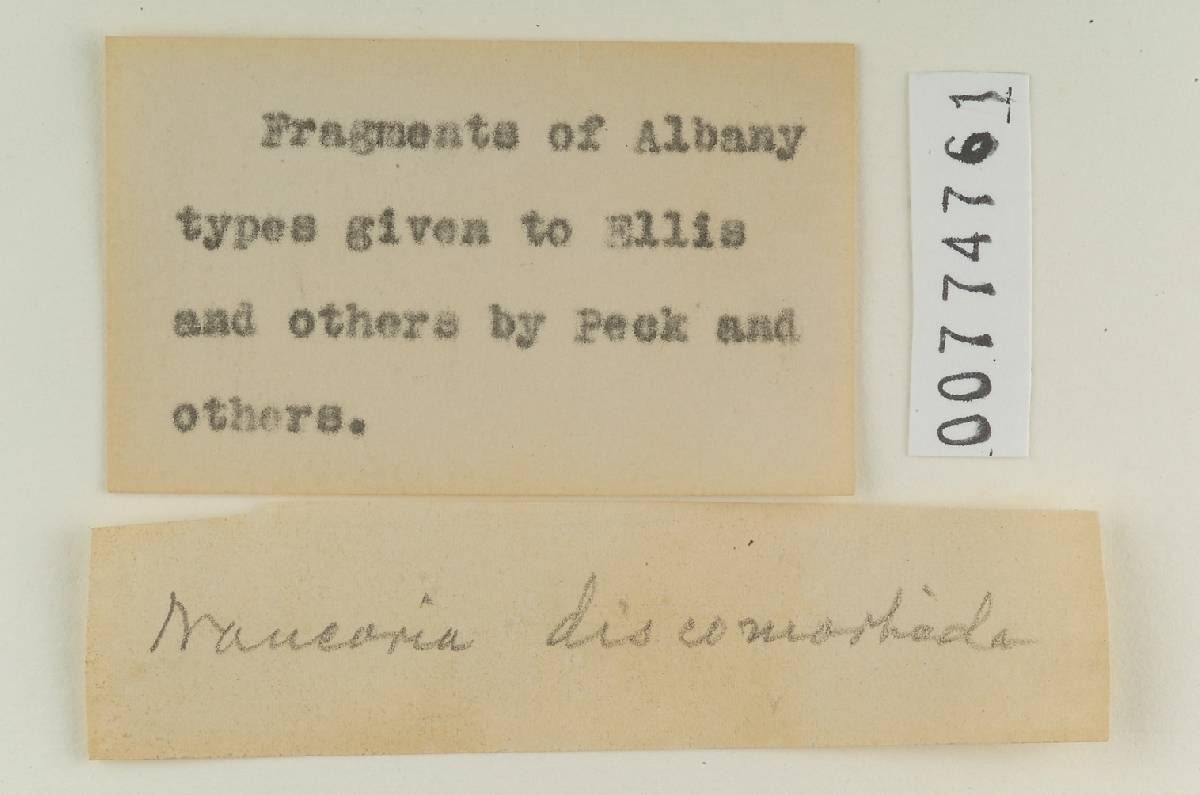 Fragments of Albany
types given to Ellis
and others by Peck and
others.
00774761
Naucoria discomorbida